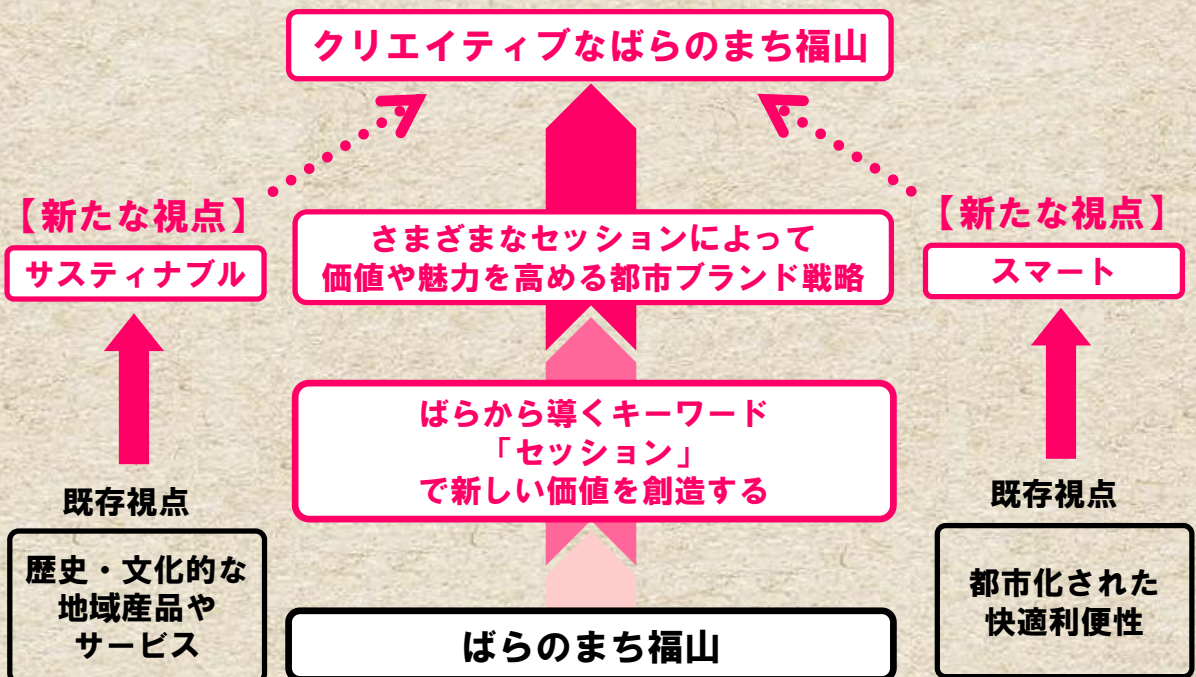 クリエイティブなばらのまち福山
【新たな視点】
サスティナブル
さまざまなセッションによって
価値や魅力を高める都市ブランド戦略
【新たな視点】
スマート
ばらから導くキーワード
「セッション」
で新しい価値を創造する
既存視点
歴史・文化的な
地域産品や
サービス
既存視点
都市化された
快適利便性
ばらのまち福山